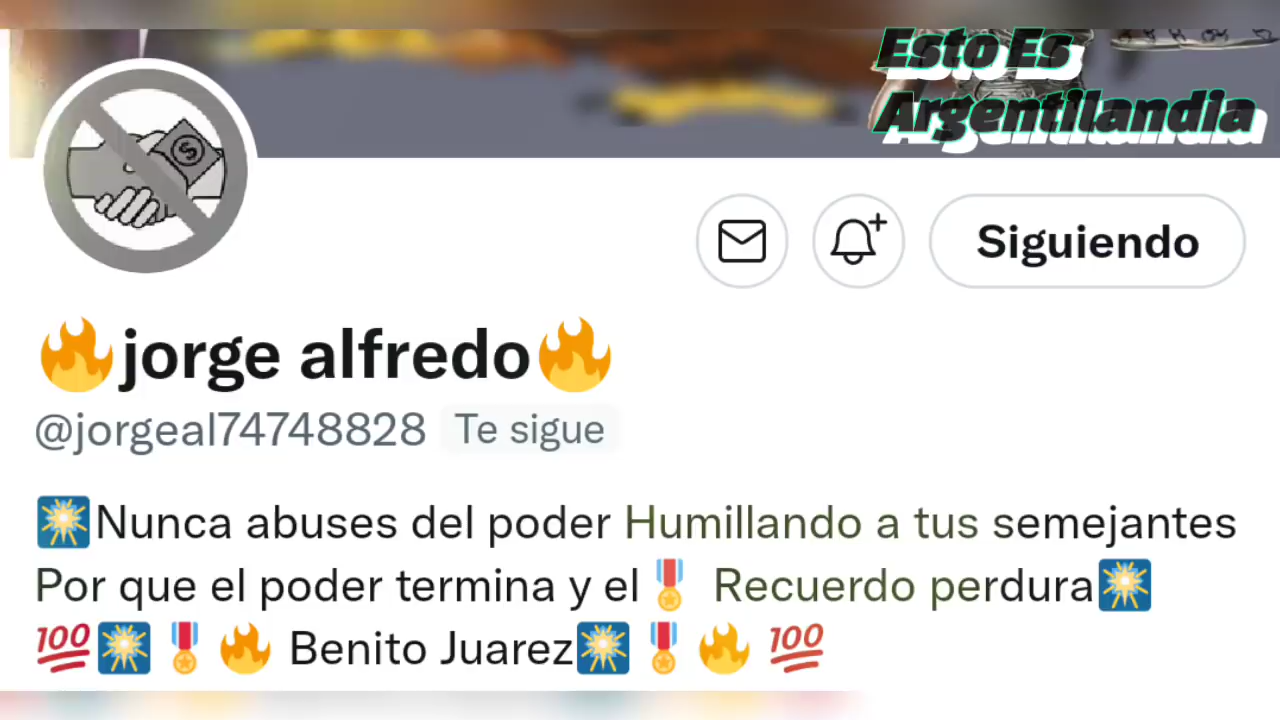 Esto Es
Argentilandia
Siguiendo
🔥jorge alfredo🔥
@jorgeal74748828 Te sigue
🎇Nunca abuses del poder Humillando a tus semejantes
Por que el poder termina y el🎖️ Recuerdo perdura🎇
💯🎇🎖️🔥 Benito Juarez🎇🎖️🔥 💯